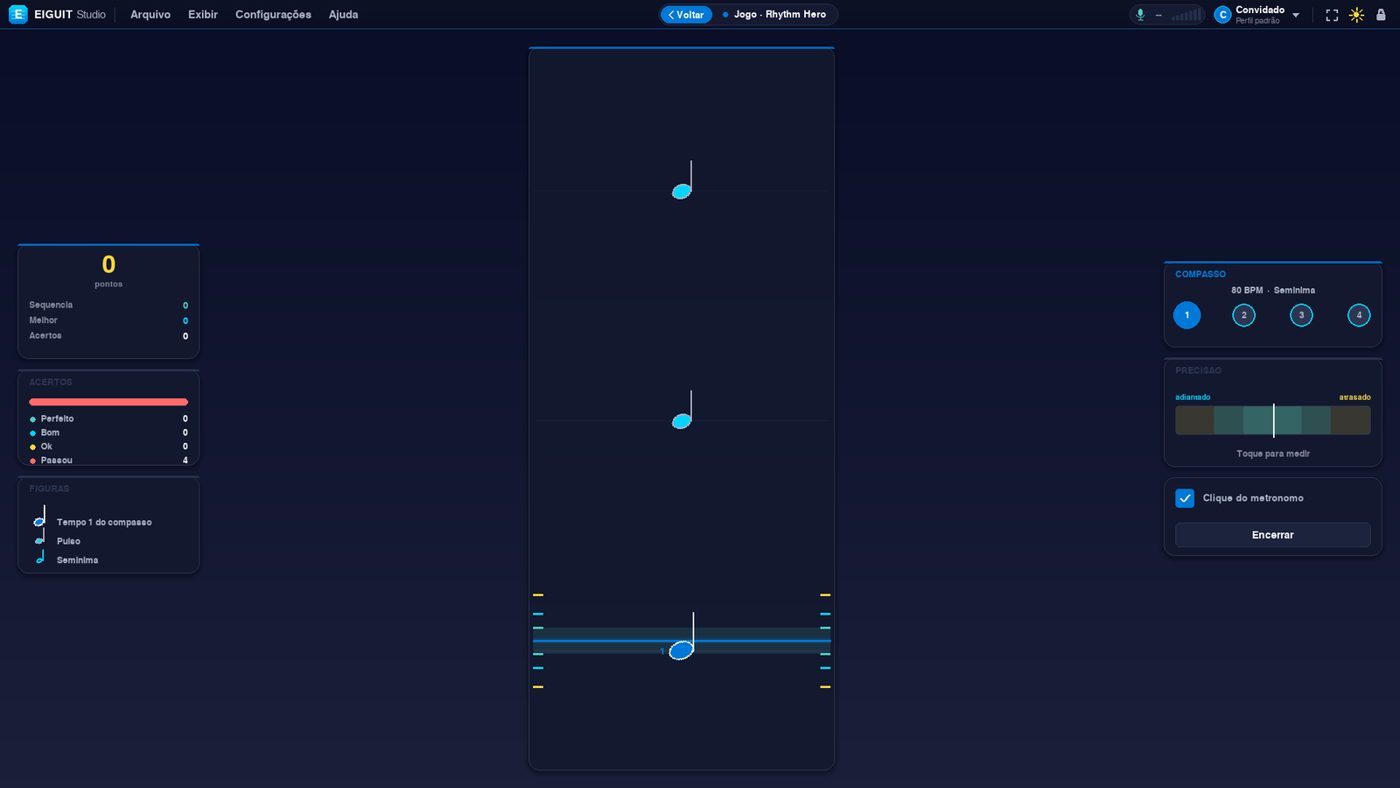 E EIGUIT Studio Arquivo Exibir Configurações Ajuda
Voltar Jogo · Rhythm Hero
–
C Convidado
Perfil padrão
0
pontos
Sequencia 0
Melhor 0
Acertos 0
ACERTOS
Perfeito 0
Bom 0
Ok 0
Passou 4
FIGURAS
Tempo 1 do compasso
Pulso
Seminima
1
COMPASSO
80 BPM · Seminima
1 2 3 4
PRECISAO
adiantado atrasado
Toque para medir
Clique do metronomo
Encerrar